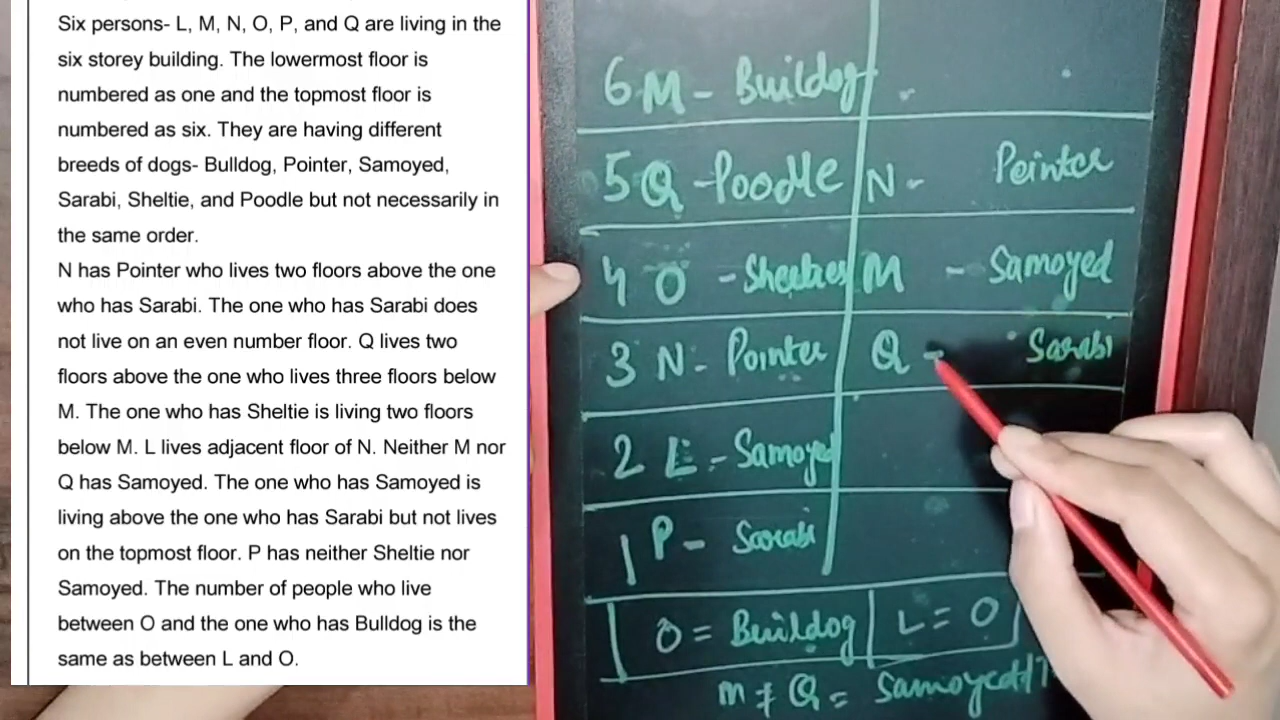 Six persons- L, M, N, O, P, and Q are living in the
six storey building. The lowermost floor is
numbered as one and the topmost floor is
numbered as six. They are having different
breeds of dogs- Bulldog, Pointer, Samoyed,
Sarabi, Sheltie, and Poodle but not necessarily in
the same order.
N has Pointer who lives two floors above the one
who has Sarabi. The one who has Sarabi does
not live on an even number floor. Q lives two
floors above the one who lives three floors below
M. The one who has Sheltie is living two floors
below M. L lives adjacent floor of N. Neither M nor
Q has Samoyed. The one who has Samoyed is
living above the one who has Sarabi but not lives
on the topmost floor. P has neither Sheltie nor
Samoyed. The number of people who live
between O and the one who has Bulldog is the
same as between L and O.
6 M - Buildog
5 Q - Poodle N - Pointer
4 O - M - Samoyed
3 N - Pointer Q - Sarabi
2 L - Samoyed
1 P - Sarabi
O = Buildog L = O
M ≠ Q =